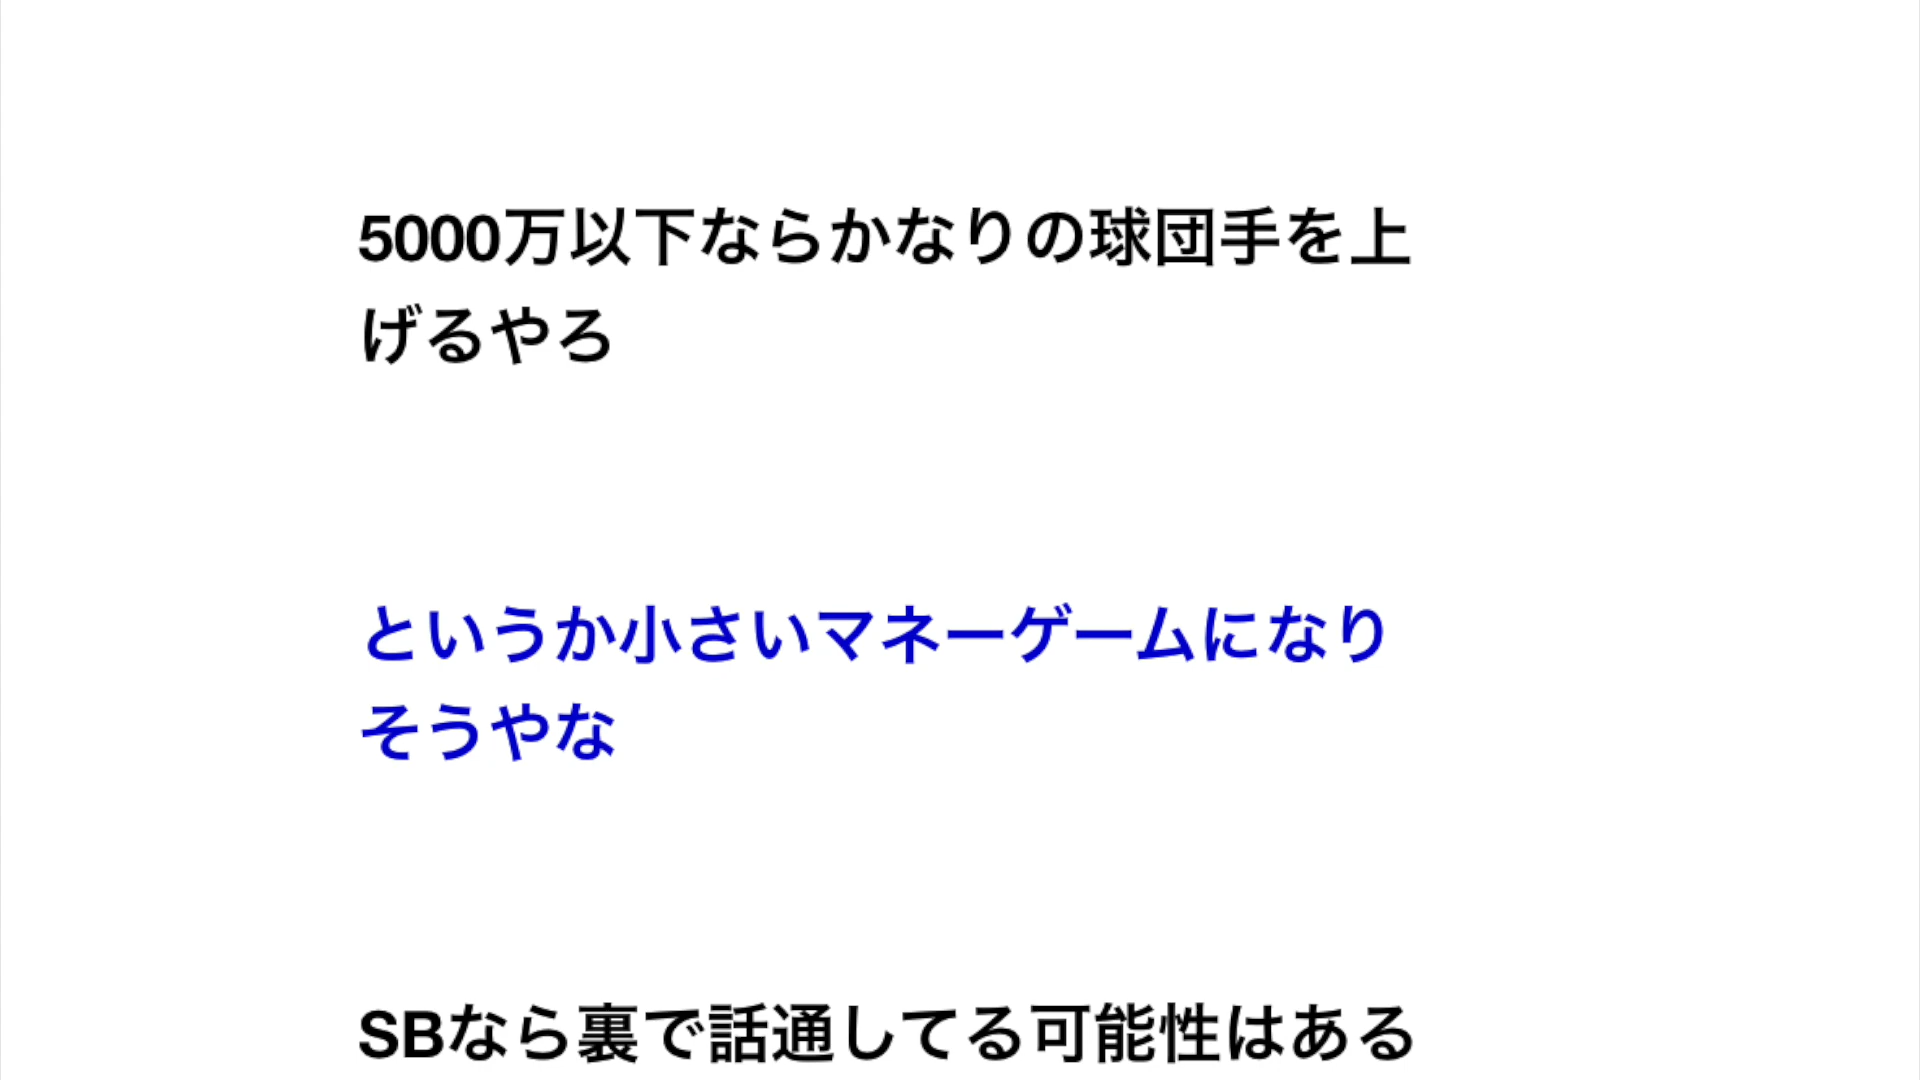 5000万以下ならかなりの球団手を上
げるやろ
というか小さいマネーゲームになり
そうやな
SBなら裏で話通してる可能性はある